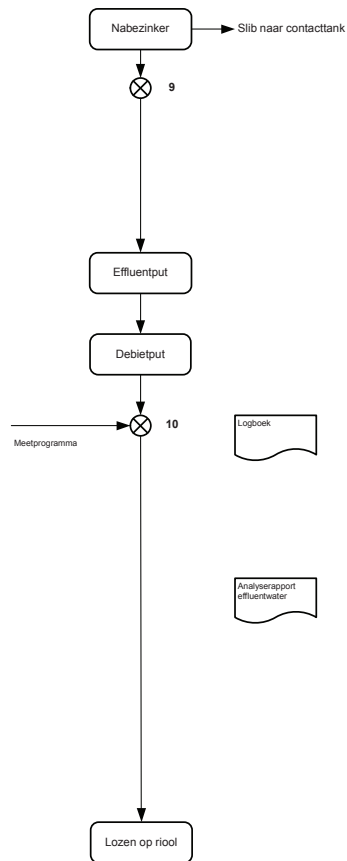 Nabezinker
Slib naar contacttank
9
Effluentput
Debietput
10
Meetprogramma
Logboek
Analyserapport
effluentwater
Lozen op riool